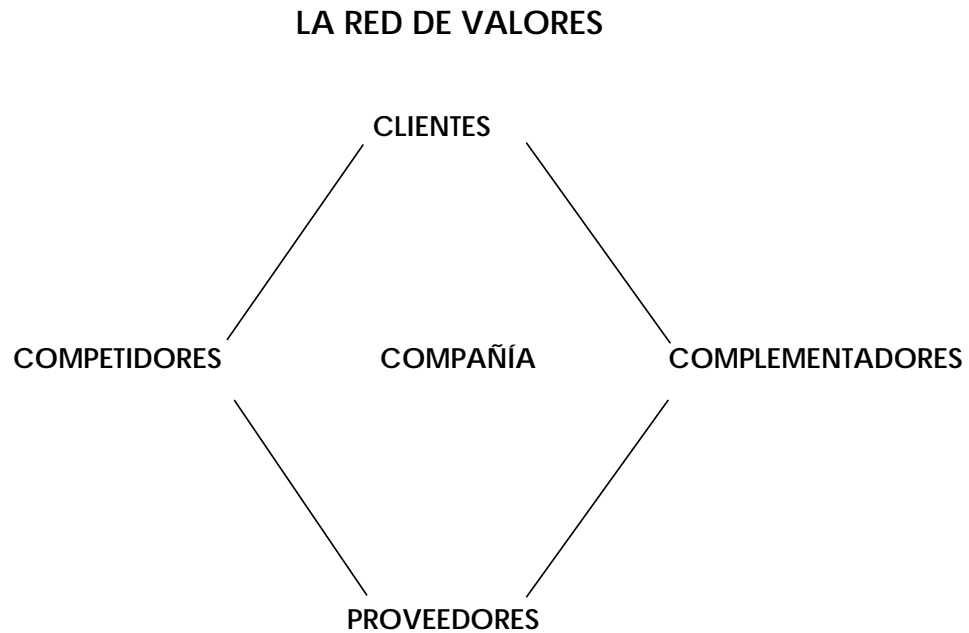 LA RED DE VALORES
CLIENTES
COMPETIDORES COMPAÑÍA COMPLEMENTADORES
PROVEEDORES